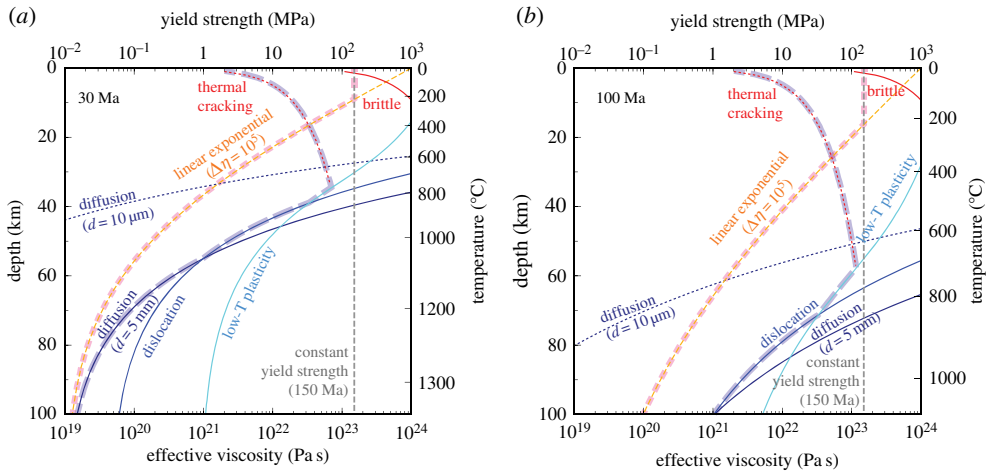 (a)
yield strength (MPa)
10⁻² 10⁻¹ 1 10 10² 10³
30 Ma
thermal
cracking
brittle
linear exponential
(Δη = 10⁵)
diffusion
(d = 10 μm)
diffusion
(d = 5 mm)
dislocation
low-T plasticity
constant
yield strength
(150 Ma)
depth (km)
0
20
40
60
80
100
temperature (°C)
0
200
400
600
800
1000
1200
1300
10¹⁹ 10²⁰ 10²¹ 10²² 10²³ 10²⁴
effective viscosity (Pa s)
(b)
yield strength (MPa)
10⁻² 10⁻¹ 1 10 10² 10³
100 Ma
thermal
cracking
brittle
linear exponential
(Δη = 10⁵)
low-T plasticity
diffusion
(d = 10 μm)
dislocation
diffusion
(d = 5 mm)
constant
yield strength
(150 Ma)
depth (km)
0
20
40
60
80
100
temperature (°C)
0
200
400
600
800
1000
10¹⁹ 10²⁰ 10²¹ 10²² 10²³ 10²⁴
effective viscosity (Pa s)